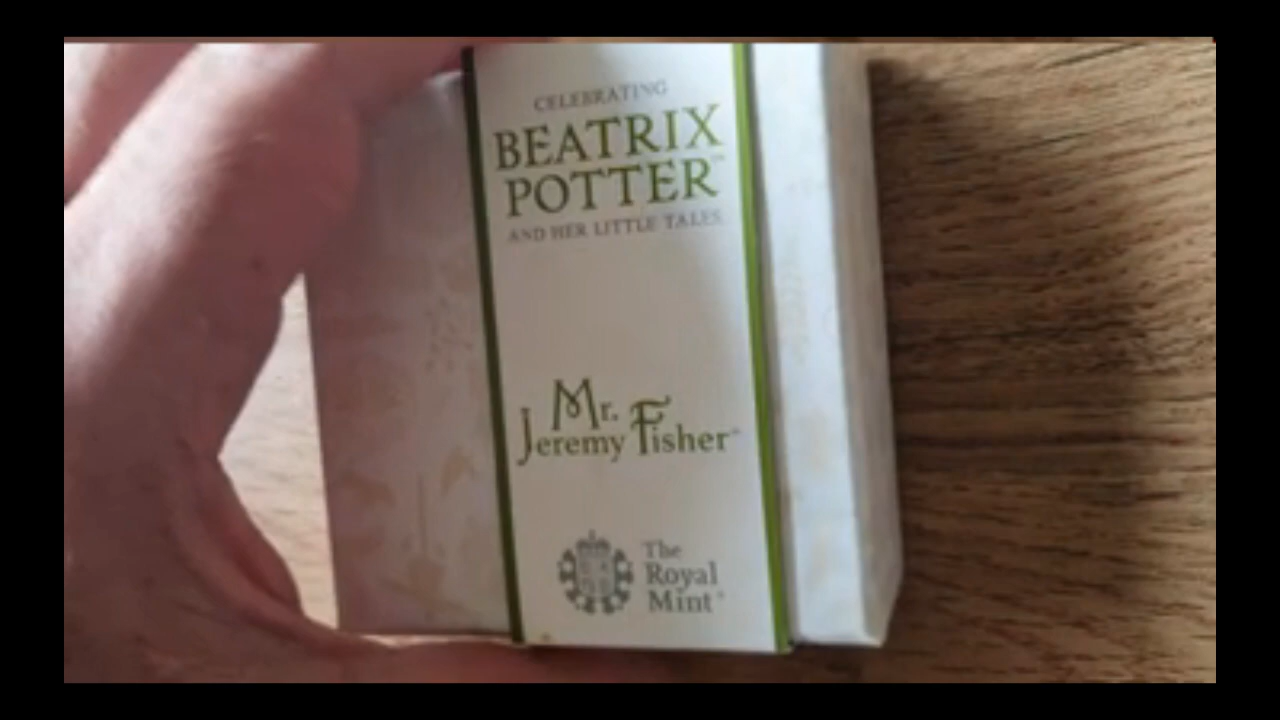 CELEBRATING
BEATRIX
POTTER™
AND HER LITTLE TALES
Mr.
Jeremy Fisher™
The
Royal
Mint®